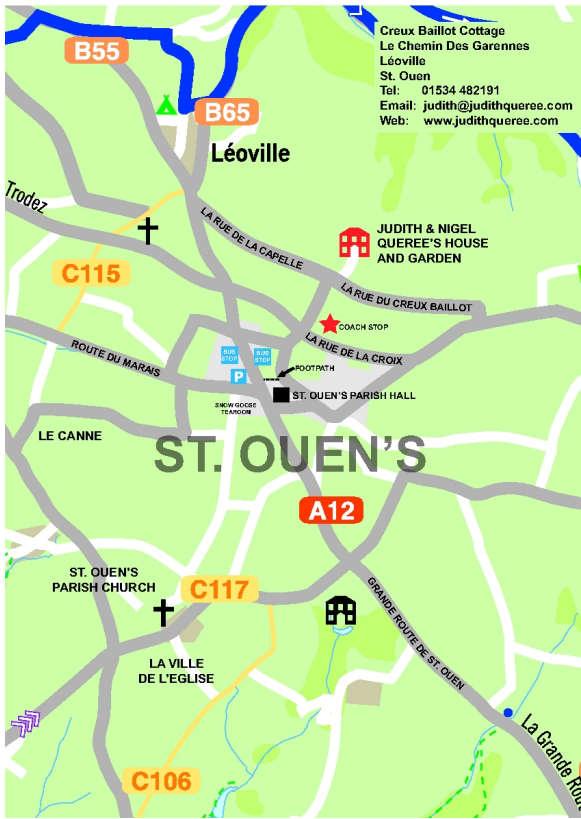 Creux Baillot Cottage
Le Chemin Des Garennes
Léoville
St. Ouen
Tel: 01534 482191
Email: judith@judithqueree.com
Web: www.judithqueree.com
B55
B65
Léoville
Trodez
LA RUE DE LA CAPELLE
JUDITH & NIGEL
QUEREE'S HOUSE
AND GARDEN
C115
LA RUE DU CREUX BAILLOT
COACH STOP
ROUTE DU MARAIS
LA RUE DE LA CROIX
BUS
STOP
BUS
STOP
FOOTPATH
P
ST. OUEN'S PARISH HALL
SNOW GOOSE
TEAROOM
LE CANNE
ST. OUEN'S
A12
ST. OUEN'S
PARISH CHURCH
C117
GRANDE ROUTE DE ST. OUEN
LA VILLE
DE L'EGLISE
La Grande Rou
C106